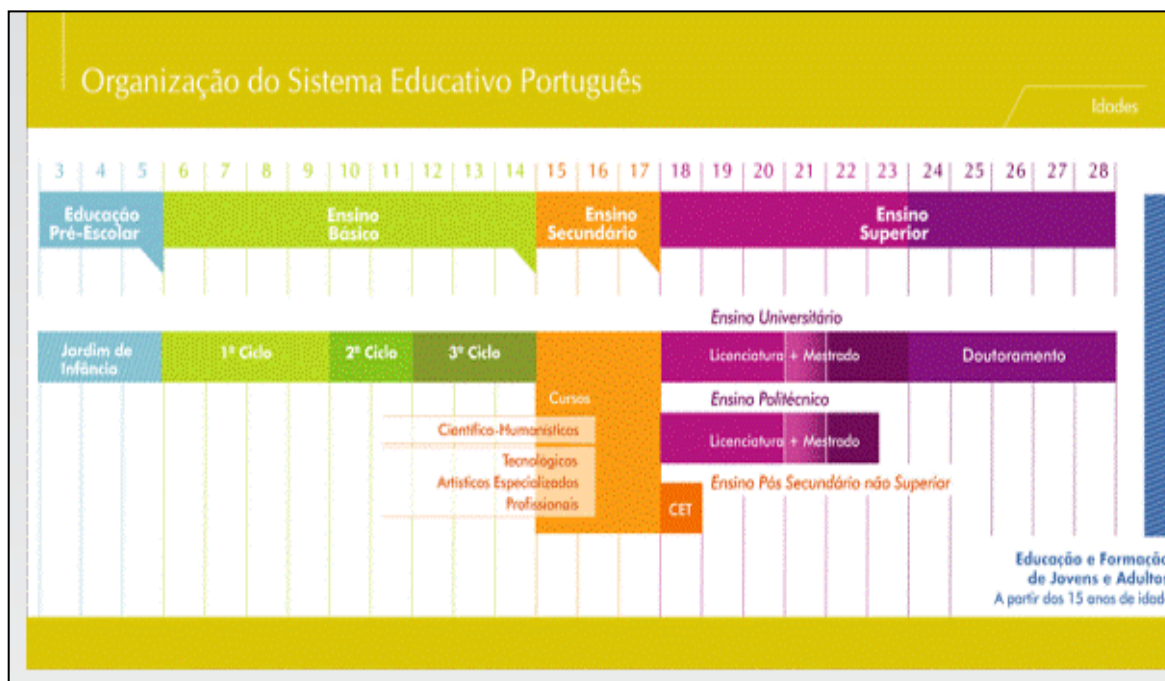 Organização do Sistema Educativo Português
Idades
3 4 5 6 7 8 9 10 11 12 13 14 15 16 17 18 19 20 21 22 23 24 25 26 27 28
Educação
Pré-Escolar
Ensino
Básico
Ensino
Secundário
Ensino
Superior
Ensino Universitário
Jardim de
Infância
1º Ciclo
2º Ciclo
3º Ciclo
Licenciatura + Mestrado
Doutoramento
Cursos
Ensino Politécnico
Científico-Humanísticos
Licenciatura + Mestrado
Tecnológicos
Artísticos Especializados
Profissionais
Ensino Pós Secundário não Superior
CET
Educação e Formação
de Jovens e Adultos
A partir dos 15 anos de idad